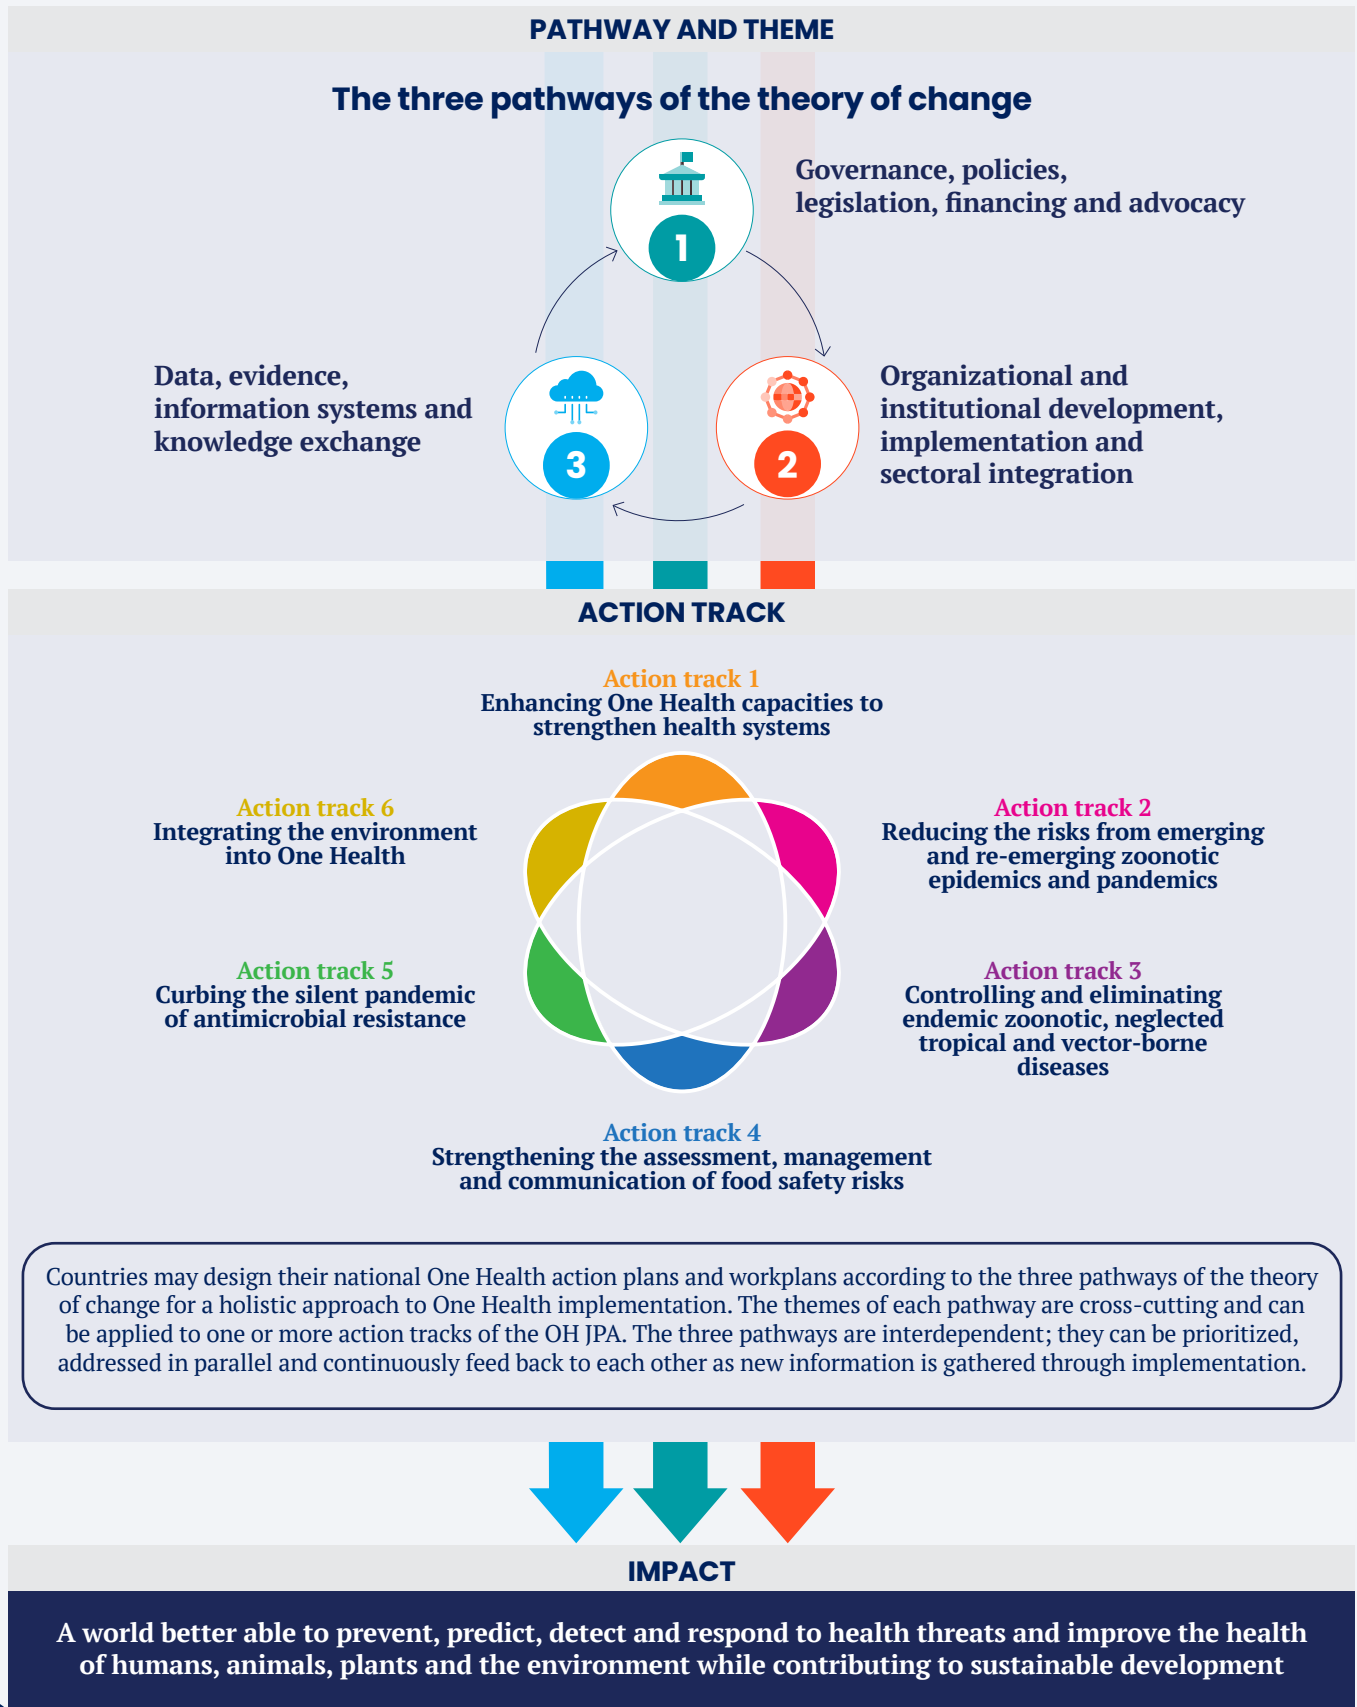 PATHWAY AND THEME
The three pathways of the theory of change
1
Governance, policies,
legislation, financing and advocacy
2
Organizational and
institutional development,
implementation and
sectoral integration
3
Data, evidence,
information systems and
knowledge exchange
ACTION TRACK
Action track 1
Enhancing One Health capacities to
strengthen health systems
Action track 2
Reducing the risks from emerging
and re-emerging zoonotic
epidemics and pandemics
Action track 3
Controlling and eliminating
endemic zoonotic, neglected
tropical and vector-borne
diseases
Action track 4
Strengthening the assessment, management
and communication of food safety risks
Action track 5
Curbing the silent pandemic
of antimicrobial resistance
Action track 6
Integrating the environment
into One Health
Countries may design their national One Health action plans and workplans according to the three pathways of the theory
of change for a holistic approach to One Health implementation. The themes of each pathway are cross-cutting and can
be applied to one or more action tracks of the OH JPA. The three pathways are interdependent; they can be prioritized,
addressed in parallel and continuously feed back to each other as new information is gathered through implementation.
IMPACT
A world better able to prevent, predict, detect and respond to health threats and improve the health
of humans, animals, plants and the environment while contributing to sustainable development